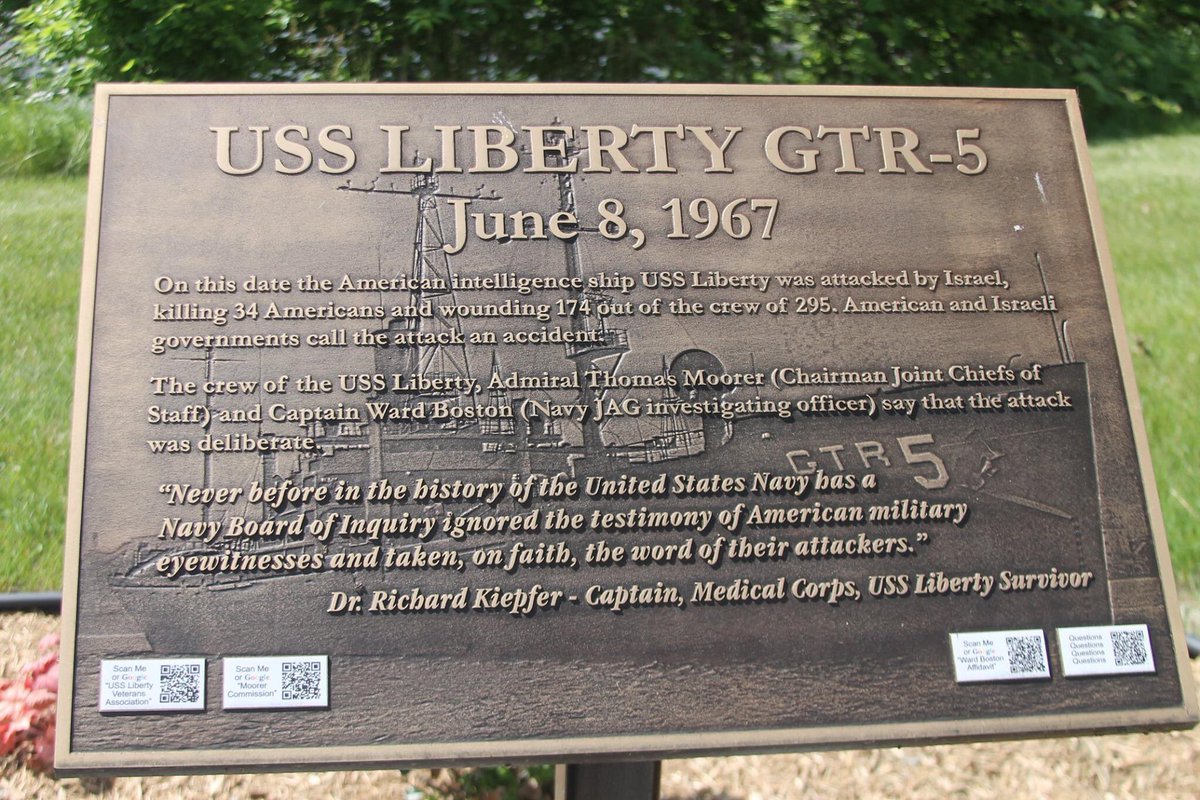 USS LIBERTY GTR-5
June 8, 1967
On this date the American intelligence ship USS Liberty was attacked by Israel,
killing 34 Americans and wounding 174 out of the crew of 295. American and Israeli
governments call the attack an accident.
The crew of the USS Liberty, Admiral Thomas Moorer (Chairman Joint Chiefs of
Staff) and Captain Ward Boston (Navy JAG investigating officer) say that the attack
was deliberate.
GTR 5
“Never before in the history of the United States Navy has a
Navy Board of Inquiry ignored the testimony of American military
eyewitnesses and taken, on faith, the word of their attackers.”
Dr. Richard Kiepfer - Captain, Medical Corps, USS Liberty Survivor
Scan Me
or Google
"USS Liberty
Veterans
Association"
Scan Me
or Google
"Moorer
Commission"
Scan Me
or Google
"Ward Boston
Affidavit"
Questions
Questions
Questions
Questions